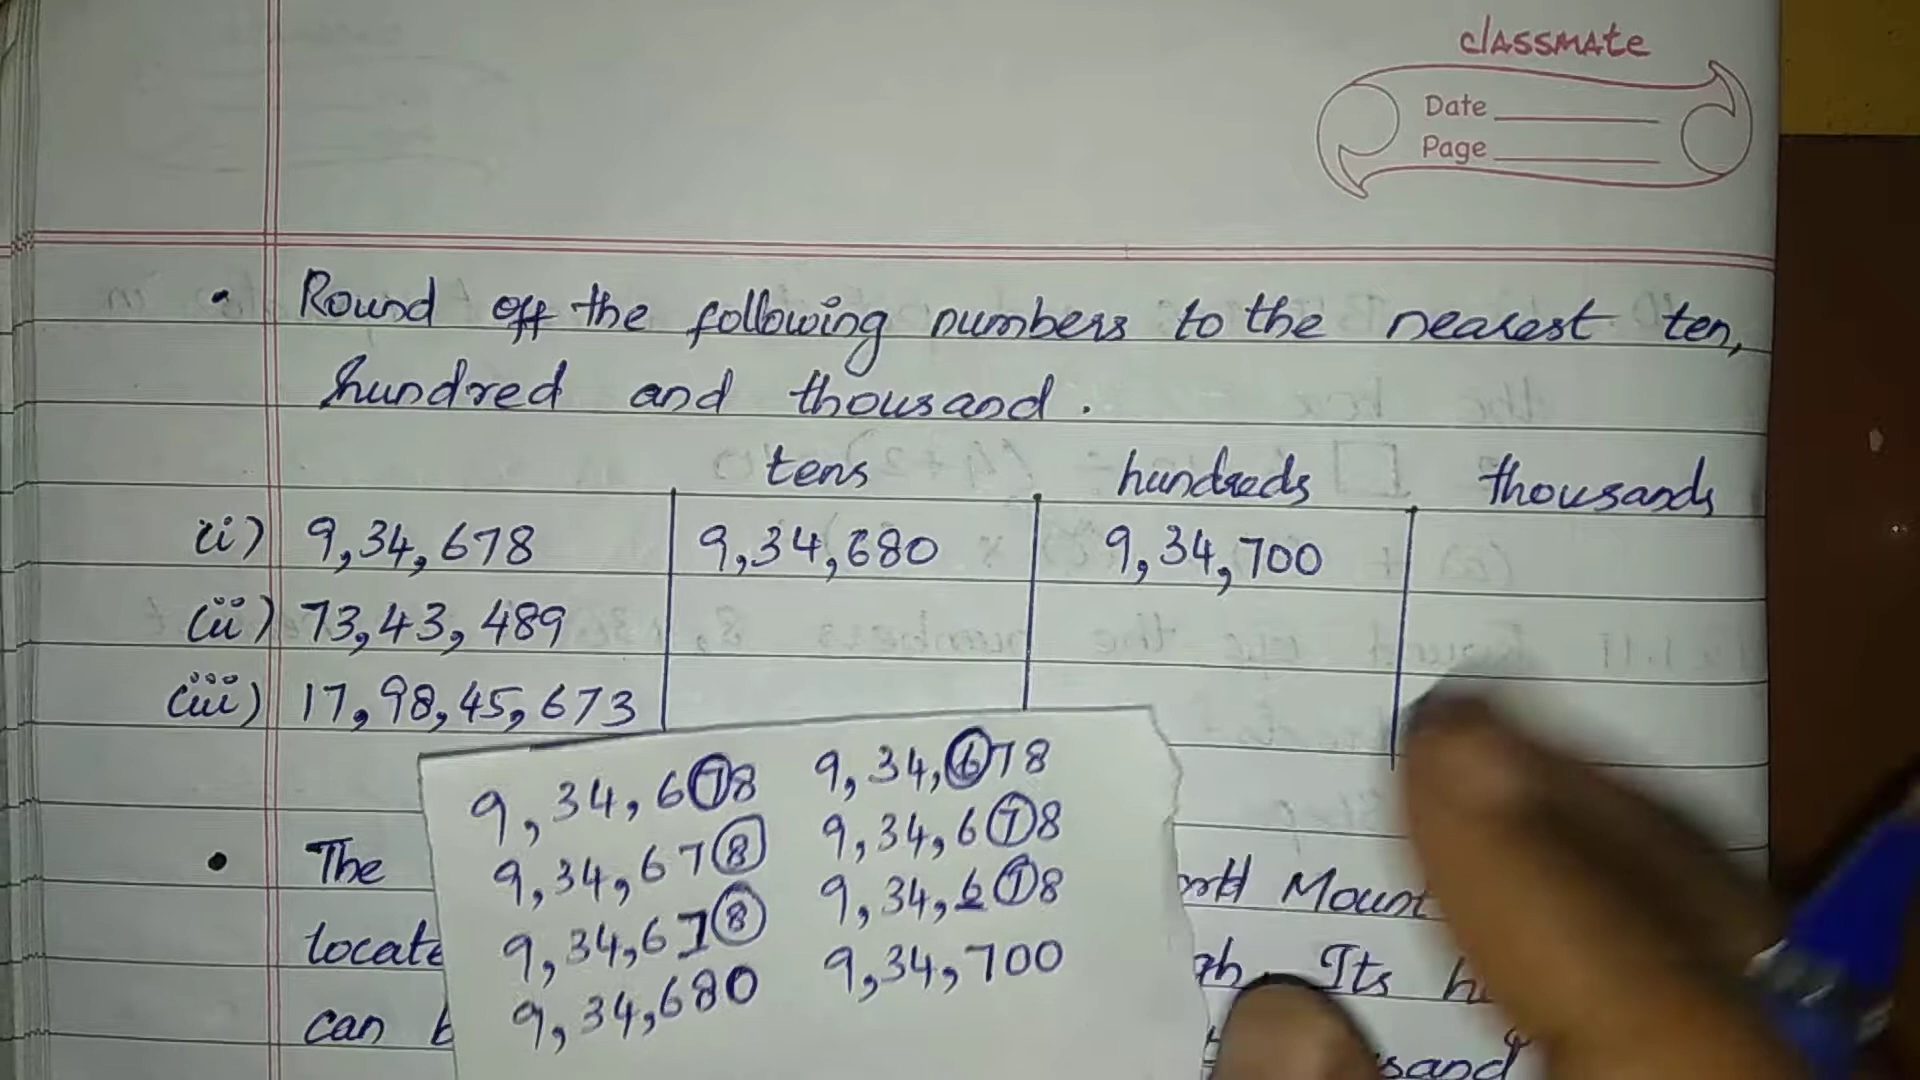 classmate
Date
Page
• Round off the following numbers to the nearest ten,
hundred and thousand.
tens hundreds thousands
(i) 9,34,678 9,34,680 9,34,700
(ii) 73,43,489
(iii) 17,98,45,673
9,34,678 9,34,678
9,34,678 9,34,678
9,34,678 9,34,678
9,34,680 9,34,700
• The Mount
locate Its
can